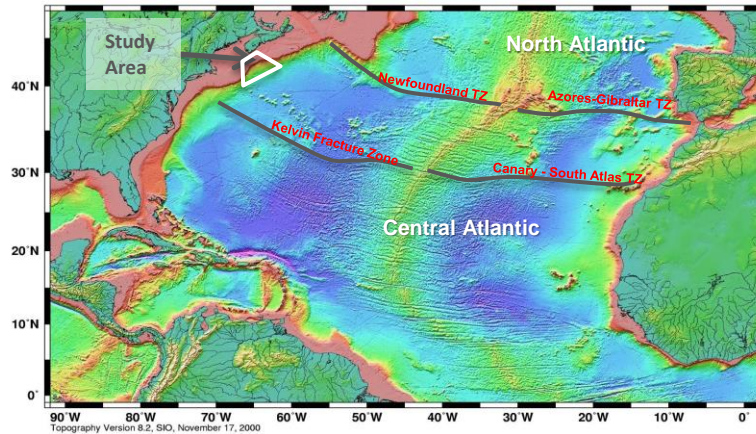 Study
Area
North Atlantic
40°N
Newfoundland TZ
Azores-Gibraltar TZ
Kelvin Fracture Zone
30°N
Canary - South Atlas TZ
Central Atlantic
20°N
10°N
0°
90°W 80°W 70°W 60°W 50°W 40°W 30°W 20°W 10°W 0°
Topography Version 8.2, SIO, November 17, 2000